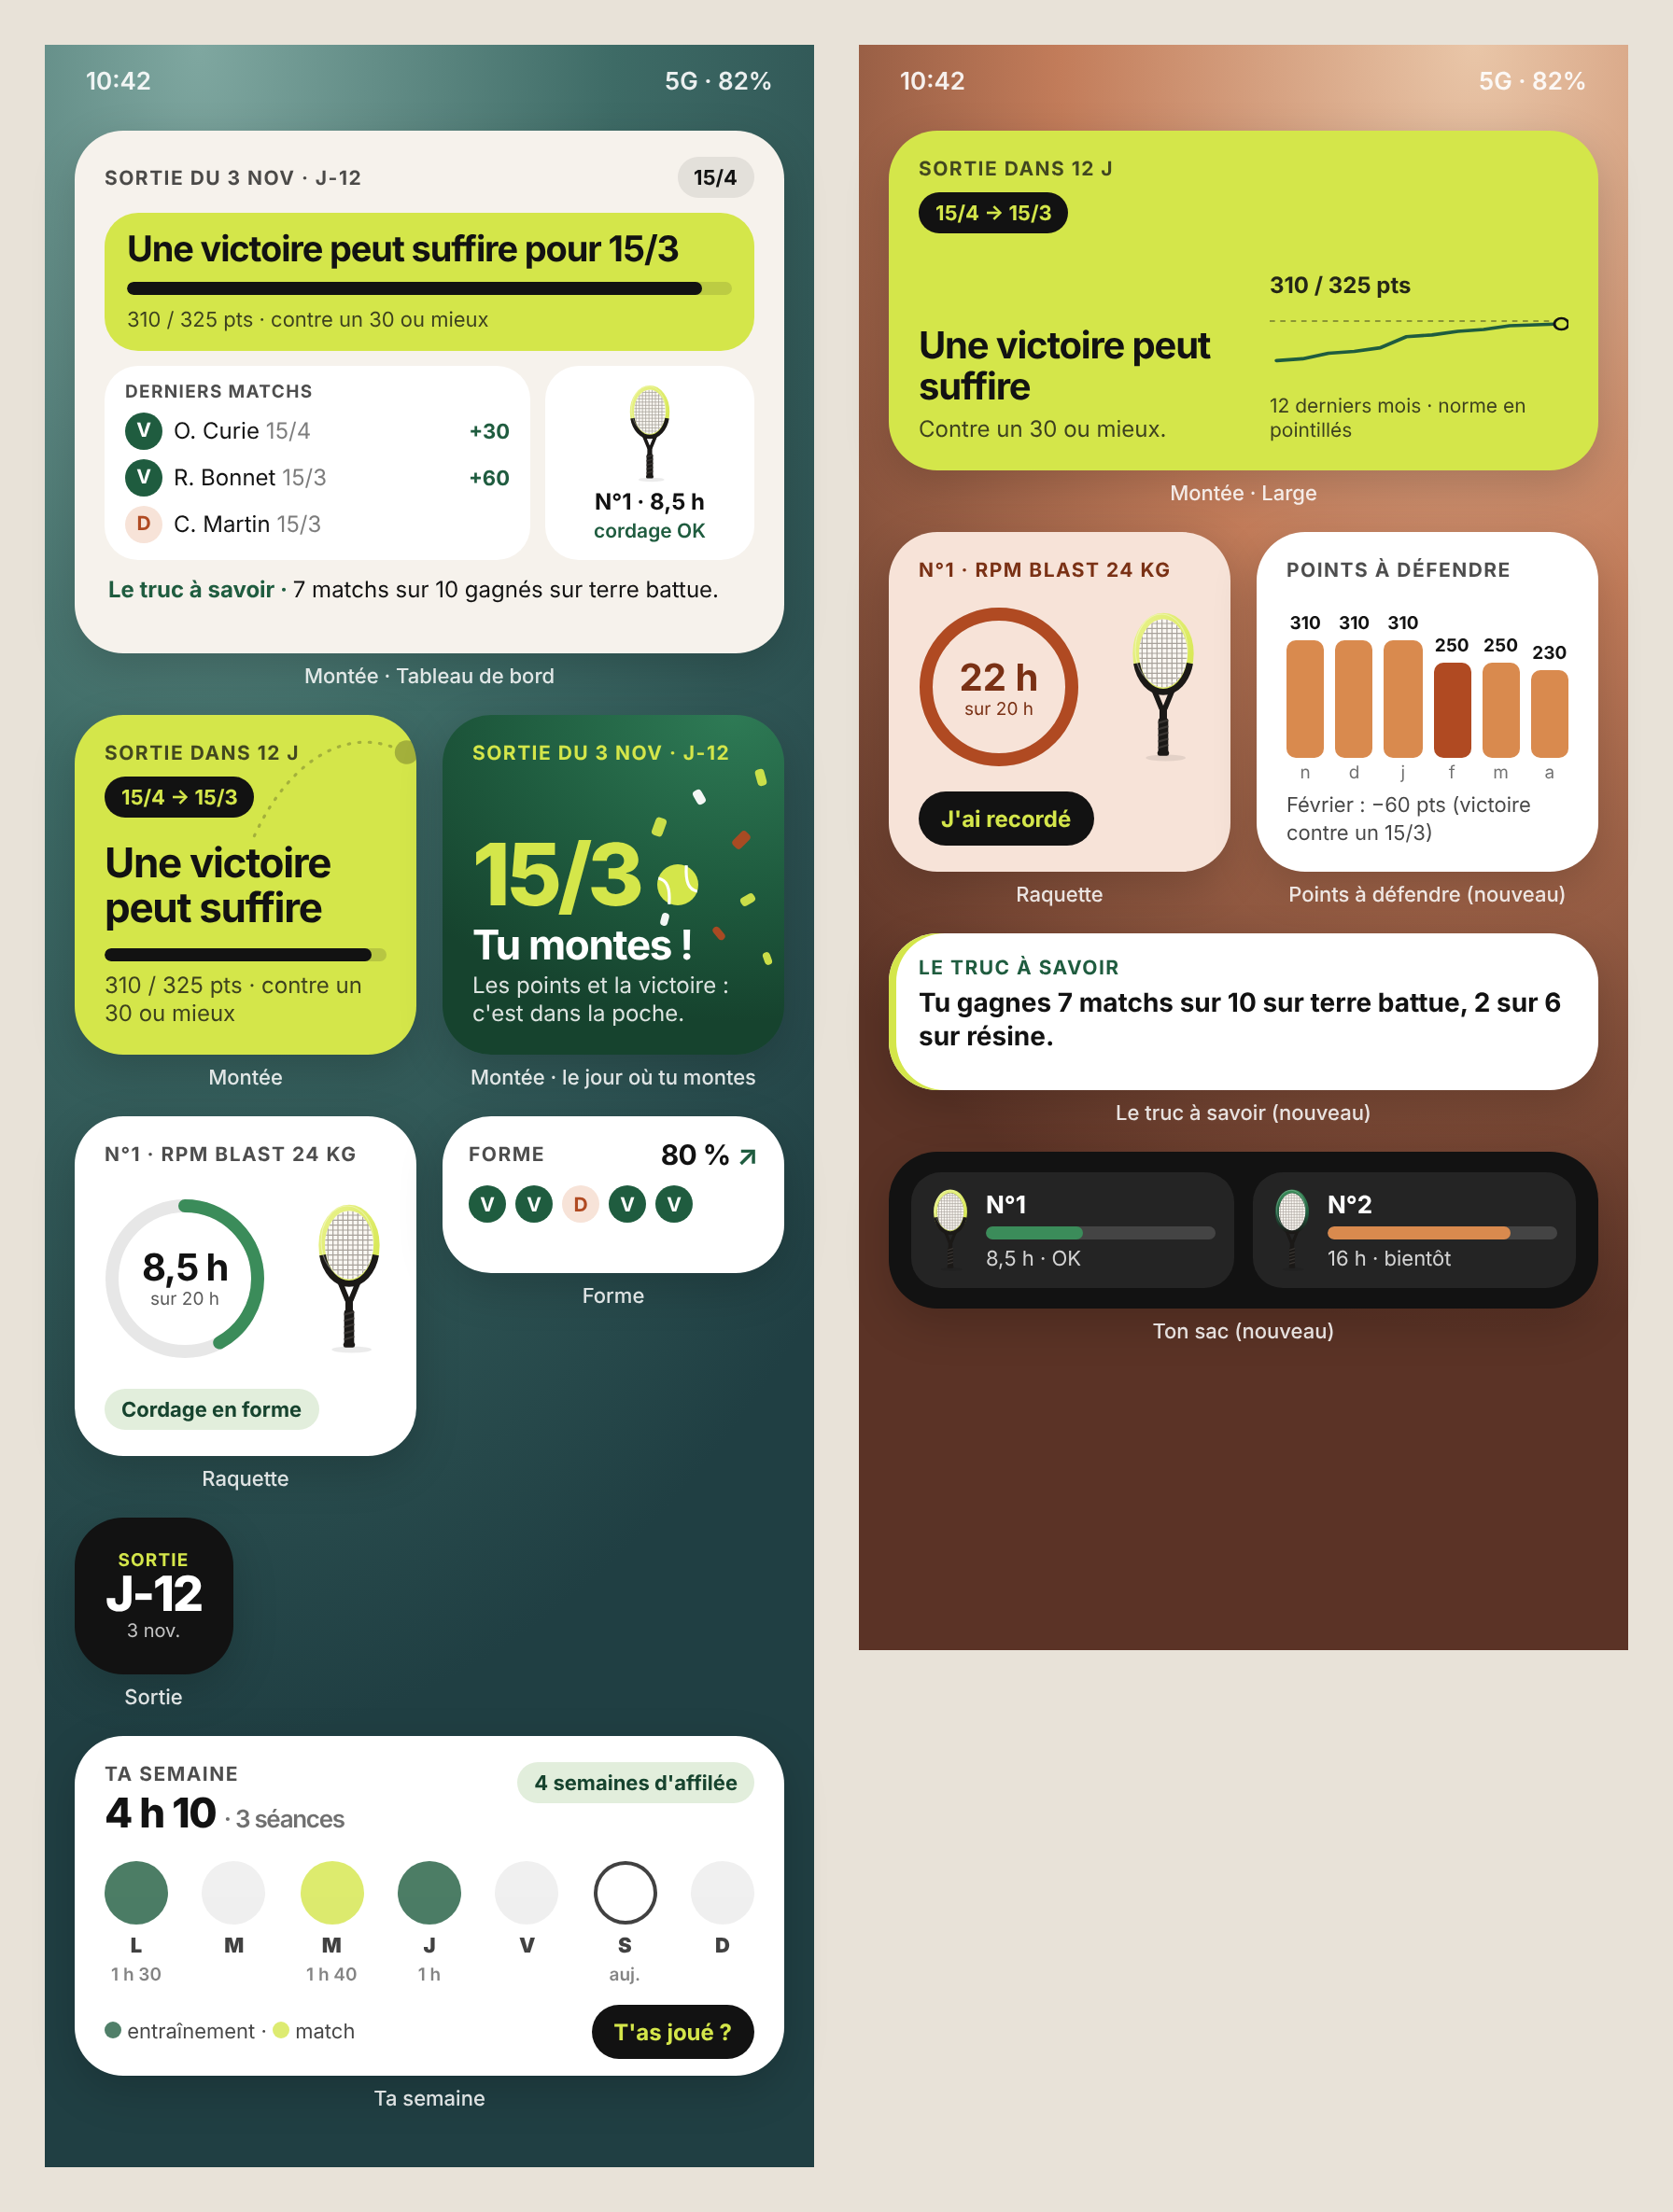 10:42
5G · 82%
SORTIE DU 3 NOV · J-12
15/4
Une victoire peut suffire pour 15/3
310 / 325 pts · contre un 30 ou mieux
DERNIERS MATCHS
V O. Curie 15/4 +30
V R. Bonnet 15/3 +60
D C. Martin 15/3
N°1 · 8,5 h
cordage OK
Le truc à savoir · 7 matchs sur 10 gagnés sur terre battue.
Montée · Tableau de bord
SORTIE DANS 12 J
15/4 → 15/3
Une victoire
peut suffire
310 / 325 pts · contre un
30 ou mieux
Montée
SORTIE DU 3 NOV · J-12
15/3
Tu montes !
Les points et la victoire :
c'est dans la poche.
Montée · le jour où tu montes
N°1 · RPM BLAST 24 KG
8,5 h
sur 20 h
Cordage en forme
Raquette
FORME
80 % ↗
V V D V V
Forme
SORTIE
J-12
3 nov.
Sortie
TA SEMAINE
4 h 10 · 3 séances
4 semaines d'affilée
L M M J V S D
1 h 30 1 h 40 1 h auj.
entraînement · match
T'as joué ?
Ta semaine
10:42
5G · 82%
SORTIE DANS 12 J
15/4 → 15/3
Une victoire peut
suffire
Contre un 30 ou mieux.
310 / 325 pts
12 derniers mois · norme en
pointillés
Montée · Large
N°1 · RPM BLAST 24 KG
22 h
sur 20 h
J'ai recordé
Raquette
POINTS À DÉFENDRE
310 310 310 250 250 230
n d j f m a
Février : −60 pts (victoire
contre un 15/3)
Points à défendre (nouveau)
LE TRUC À SAVOIR
Tu gagnes 7 matchs sur 10 sur terre battue, 2 sur 6
sur résine.
Le truc à savoir (nouveau)
N°1
8,5 h · OK
N°2
16 h · bientôt
Ton sac (nouveau)